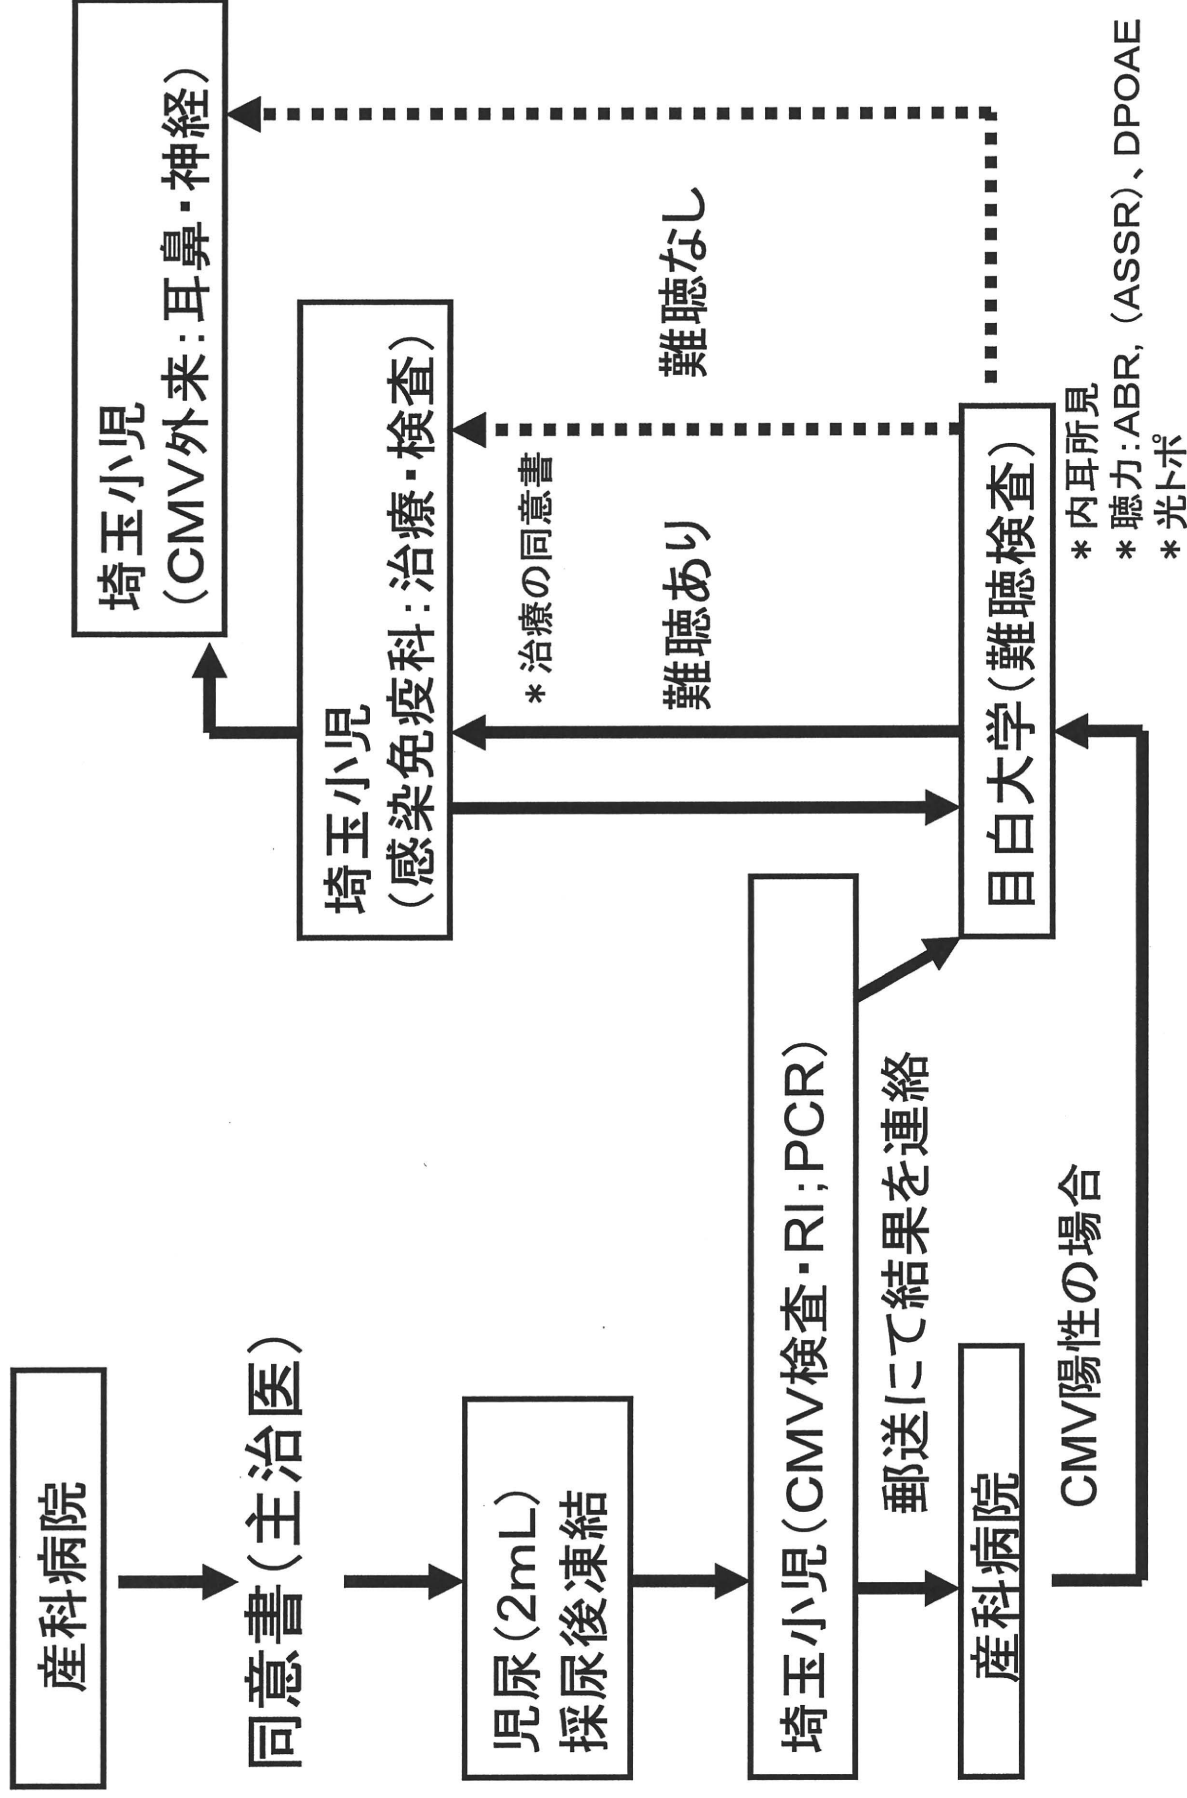 産科病院
同意書(主治医)
児尿(2mL)
採尿後凍結
埼玉小児(CMV検査・RI;PCR)
郵送にて結果を連絡
産科病院
CMV陽性の場合
埼玉小児
(CMV外来:耳鼻・神経)
埼玉小児
(感染免疫科:治療・検査)
*治療の同意書
難聴あり
難聴なし
目白大学(難聴検査)
*内耳所見
*聴力:ABR, (ASSR)、DPOAE
*光トポ